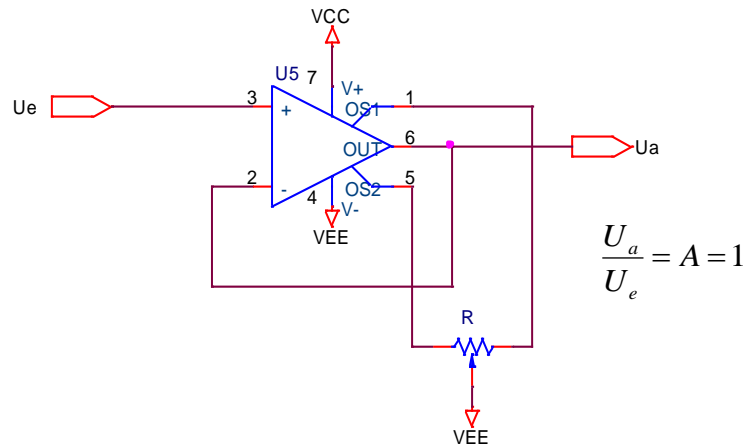 VCC
U5
7
V+
Ue
3
+
OS1
1
OUT
6
Ua
2
-
OS2
5
4
V-
VEE
U_a / U_e = A = 1
R
VEE